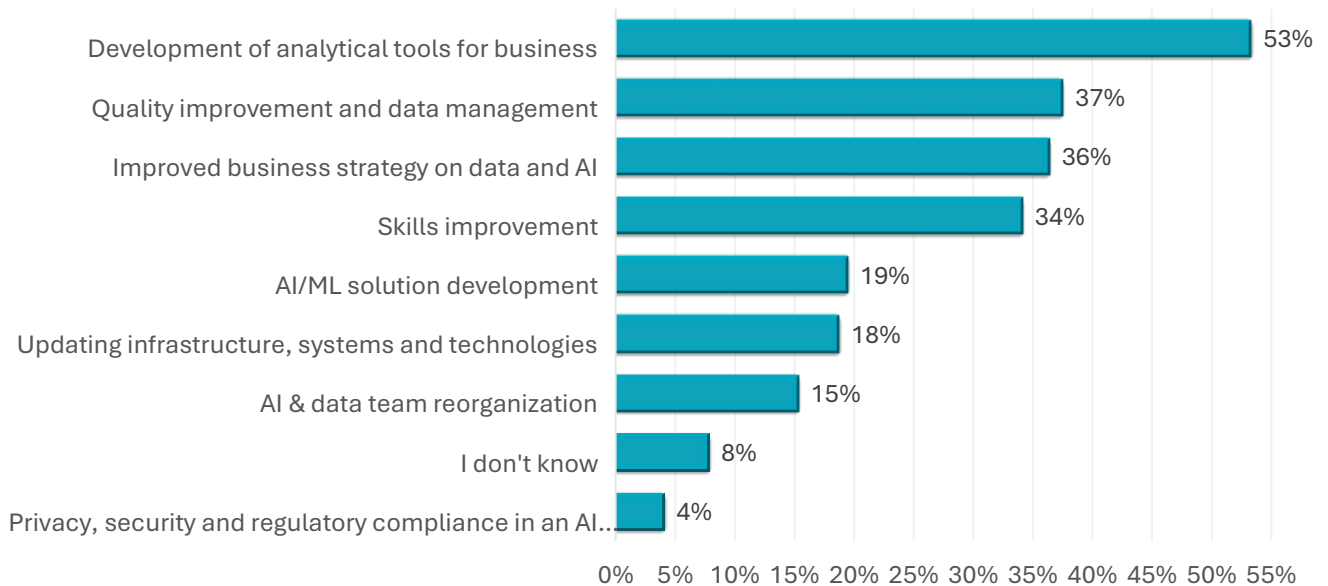 Development of analytical tools for business 53%
Quality improvement and data management 37%
Improved business strategy on data and AI 36%
Skills improvement 34%
AI/ML solution development 19%
Updating infrastructure, systems and technologies 18%
AI & data team reorganization 15%
I don't know 8%
Privacy, security and regulatory compliance in an AI... 4%
0% 5% 10% 15% 20% 25% 30% 35% 40% 45% 50% 55%